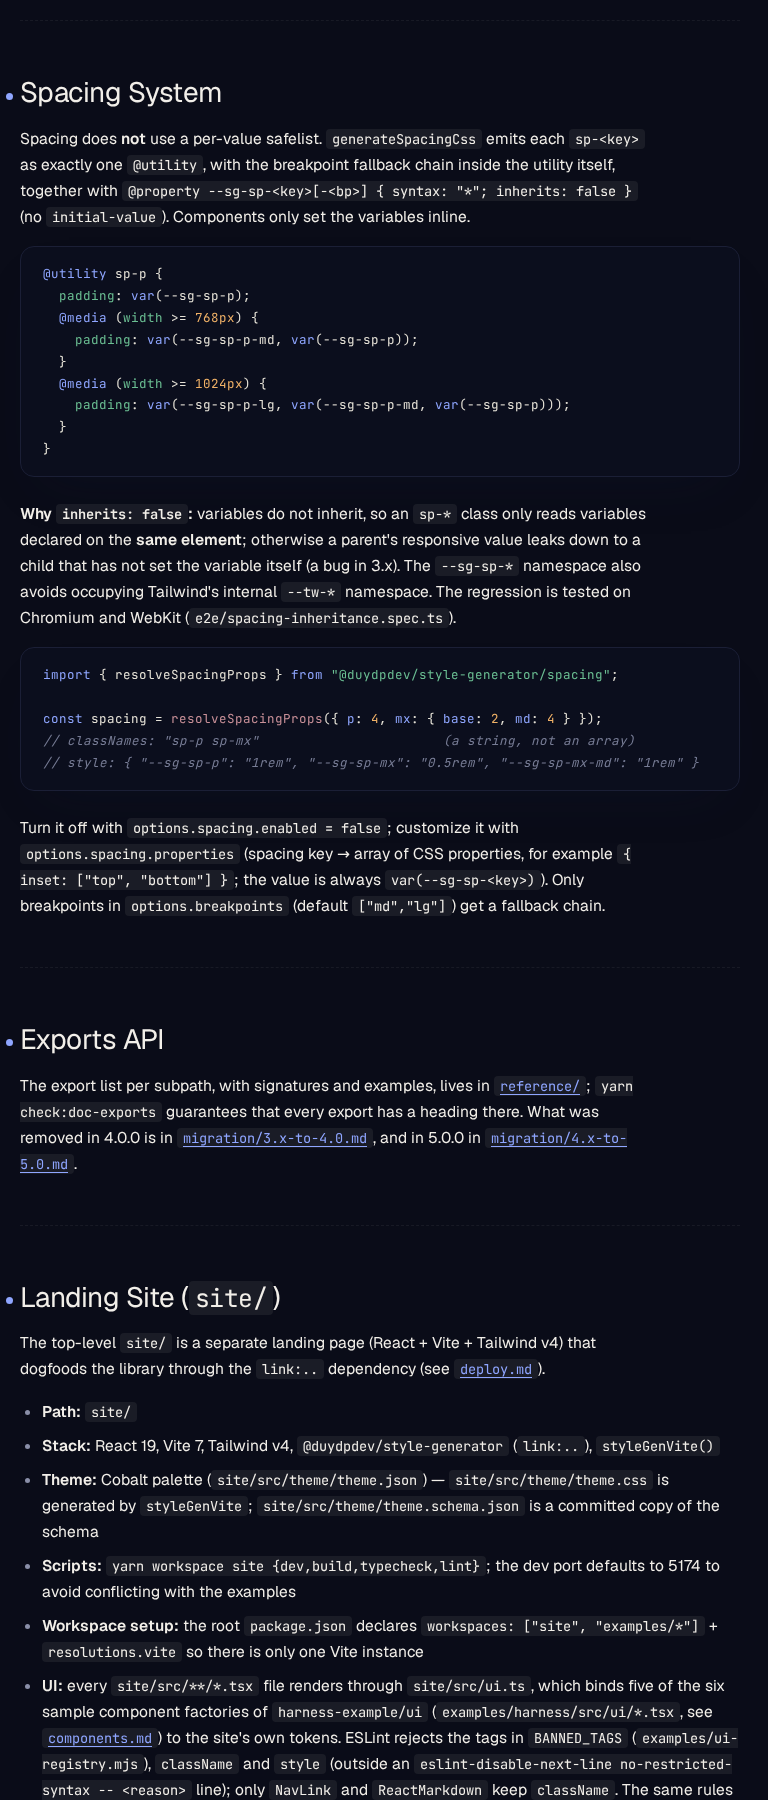 Spacing System
Spacing does not use a per-value safelist. generateSpacingCss emits each sp-<key>
as exactly one @utility, with the breakpoint fallback chain inside the utility itself,
together with @property --sg-sp-<key>[-<bp>] { syntax: "*"; inherits: false }
(no initial-value). Components only set the variables inline.
@utility sp-p {
  padding: var(--sg-sp-p);
  @media (width >= 768px) {
    padding: var(--sg-sp-p-md, var(--sg-sp-p));
  }
  @media (width >= 1024px) {
    padding: var(--sg-sp-p-lg, var(--sg-sp-p-md, var(--sg-sp-p)));
  }
}
Why inherits: false: variables do not inherit, so an sp-* class only reads variables
declared on the same element; otherwise a parent's responsive value leaks down to a
child that has not set the variable itself (a bug in 3.x). The --sg-sp-* namespace also
avoids occupying Tailwind's internal --tw-* namespace. The regression is tested on
Chromium and WebKit (e2e/spacing-inheritance.spec.ts).
import { resolveSpacingProps } from "@duydpdev/style-generator/spacing";
const spacing = resolveSpacingProps({ p: 4, mx: { base: 2, md: 4 } });
// classNames: "sp-p sp-mx"                       (a string, not an array)
// style: { "--sg-sp-p": "1rem", "--sg-sp-mx": "0.5rem", "--sg-sp-mx-md": "1rem" }
Turn it off with options.spacing.enabled = false; customize it with
options.spacing.properties (spacing key → array of CSS properties, for example {
inset: ["top", "bottom"] }; the value is always var(--sg-sp-<key>)). Only
breakpoints in options.breakpoints (default ["md","lg"]) get a fallback chain.
Exports API
The export list per subpath, with signatures and examples, lives in reference/; yarn
check:doc-exports guarantees that every export has a heading there. What was
removed in 4.0.0 is in migration/3.x-to-4.0.md, and in 5.0.0 in migration/4.x-to-
5.0.md.
Landing Site (site/)
The top-level site/ is a separate landing page (React + Vite + Tailwind v4) that
dogfoods the library through the link:.. dependency (see deploy.md).
• Path: site/
• Stack: React 19, Vite 7, Tailwind v4, @duydpdev/style-generator (link:..), styleGenVite()
• Theme: Cobalt palette (site/src/theme/theme.json) — site/src/theme/theme.css is
generated by styleGenVite; site/src/theme/theme.schema.json is a committed copy of the
schema
• Scripts: yarn workspace site {dev,build,typecheck,lint}; the dev port defaults to 5174 to
avoid conflicting with the examples
• Workspace setup: the root package.json declares workspaces: ["site", "examples/*"] +
resolutions.vite so there is only one Vite instance
• UI: every site/src/**/*.tsx file renders through site/src/ui.ts, which binds five of the six
sample component factories of harness-example/ui (examples/harness/src/ui/*.tsx, see
components.md) to the site's own tokens. ESLint rejects the tags in BANNED_TAGS (examples/ui-
registry.mjs), className and style (outside an eslint-disable-next-line no-restricted-
syntax -- <reason> line); only NavLink and ReactMarkdown keep className. The same rules